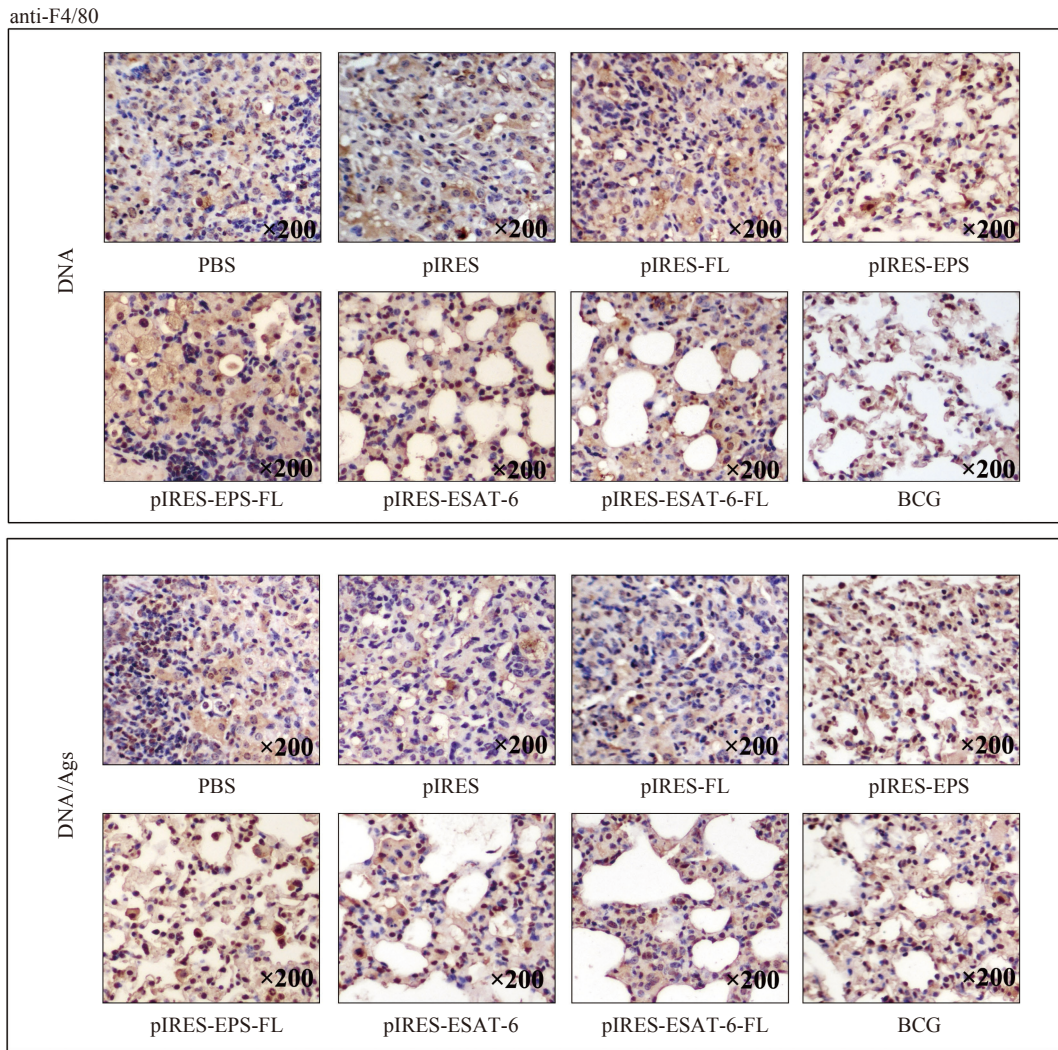 anti-F4/80
DNA
×200 ×200 ×200 ×200
PBS pIRES pIRES-FL pIRES-EPS
×200 ×200 ×200 ×200
pIRES-EPS-FL pIRES-ESAT-6 pIRES-ESAT-6-FL BCG
DNA/Ags
×200 ×200 ×200 ×200
PBS pIRES pIRES-FL pIRES-EPS
×200 ×200 ×200 ×200
pIRES-EPS-FL pIRES-ESAT-6 pIRES-ESAT-6-FL BCG